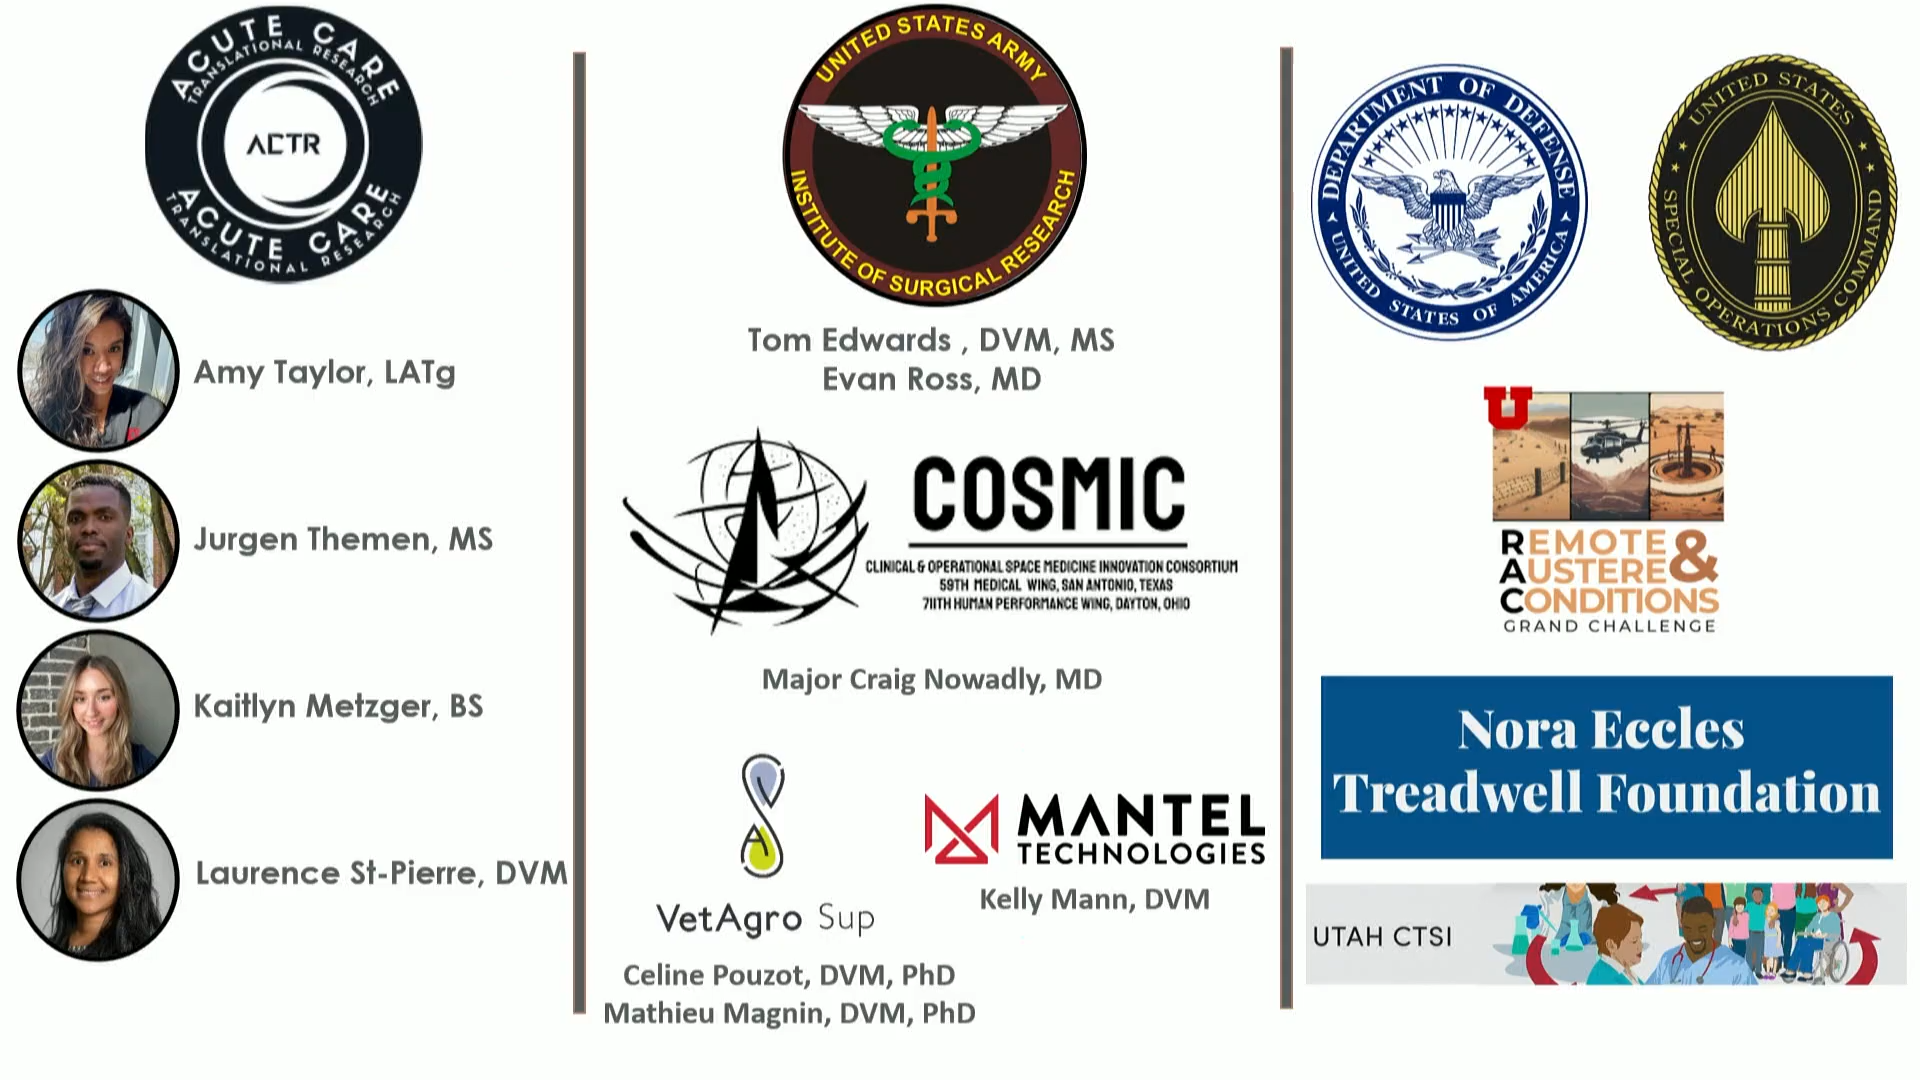 ACUTE CARE
TRANSLATIONAL RESEARCH
ACTR
ACUTE CARE
TRANSLATIONAL RESEARCH
Amy Taylor, LATg
Jurgen Themen, MS
Kaitlyn Metzger, BS
Laurence St-Pierre, DVM
UNITED STATES ARMY
INSTITUTE OF SURGICAL RESEARCH
Tom Edwards , DVM, MS
Evan Ross, MD
COSMIC
CLINICAL & OPERATIONAL SPACE MEDICINE INNOVATION CONSORTIUM
59TH MEDICAL WING, SAN ANTONIO, TEXAS
711TH HUMAN PERFORMANCE WING, DAYTON, OHIO
Major Craig Nowadly, MD
VetAgro Sup
Celine Pouzot, DVM, PhD
Mathieu Magnin, DVM, PhD
MANTEL
TECHNOLOGIES
Kelly Mann, DVM
DEPARTMENT OF DEFENSE
UNITED STATES OF AMERICA
UNITED STATES
SPECIAL OPERATIONS COMMAND
U
REMOTE &
AUSTERE
CONDITIONS
GRAND CHALLENGE
Nora Eccles
Treadwell Foundation
UTAH CTSI